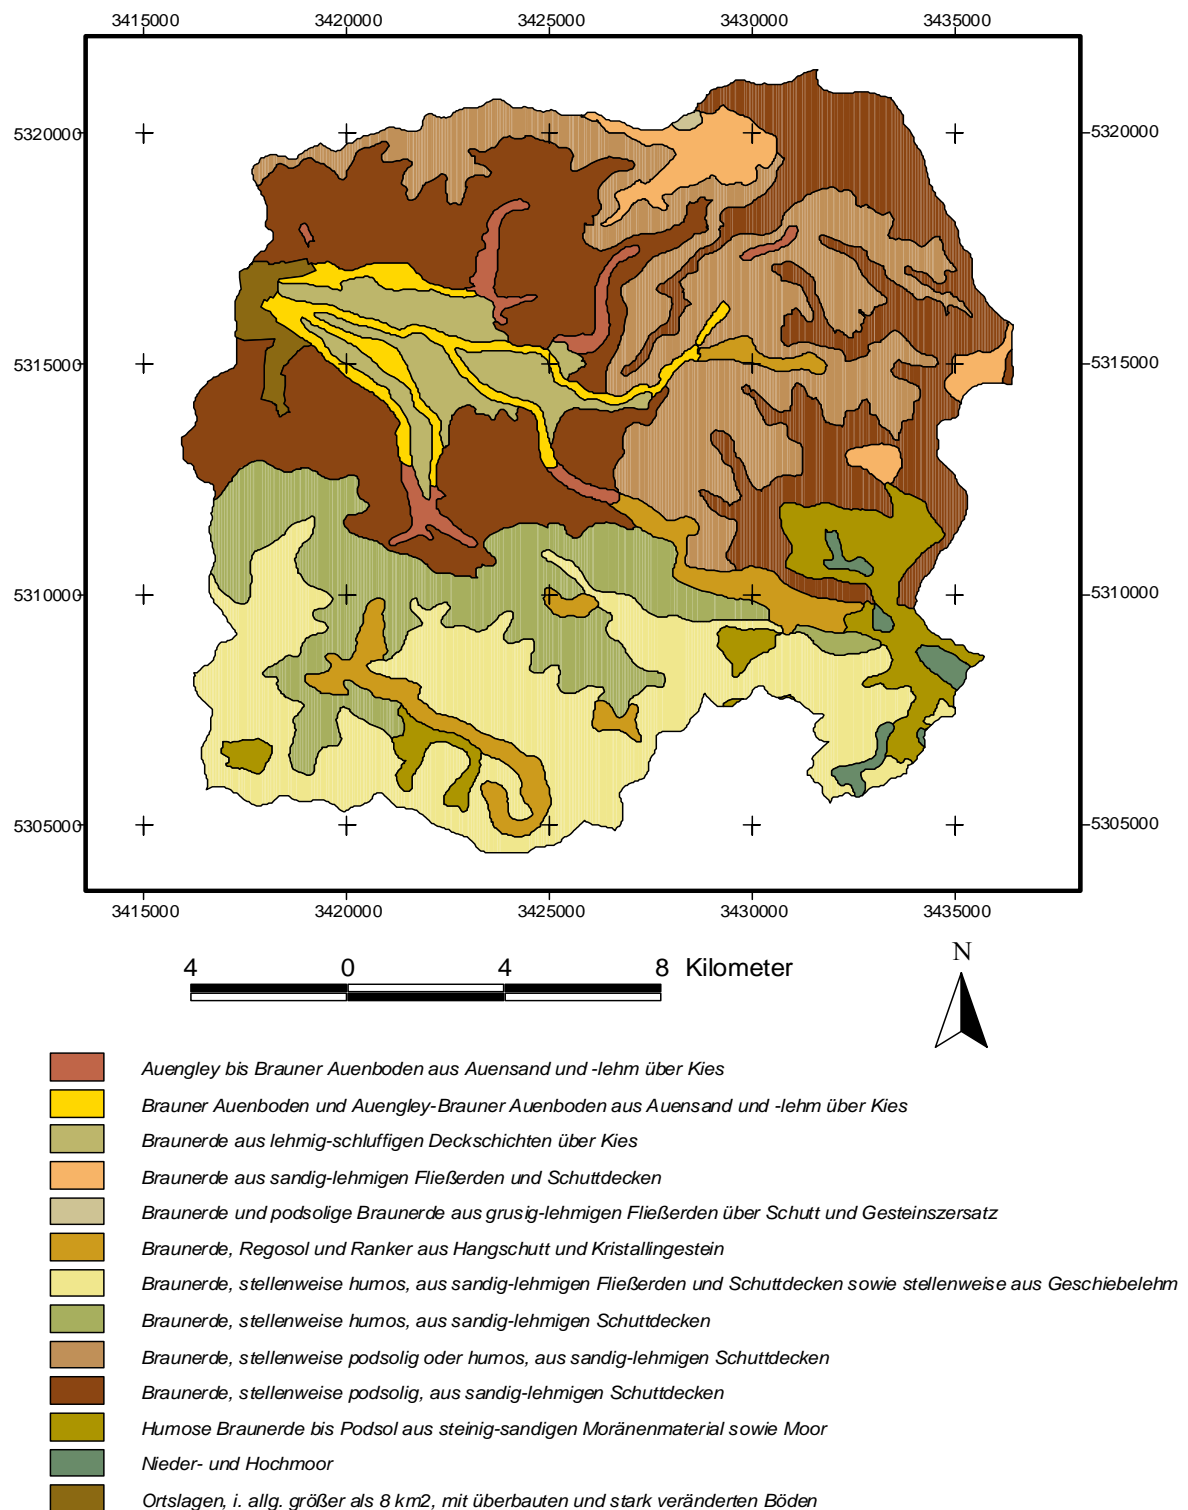 3415000 3420000 3425000 3430000 3435000
5320000 5320000
5315000 5315000
5310000 5310000
5305000 5305000
3415000 3420000 3425000 3430000 3435000
4 0 4 8 Kilometer
N
Auengley bis Brauner Auenboden aus Auensand und -lehm über Kies
Brauner Auenboden und Auengley-Brauner Auenboden aus Auensand und -lehm über Kies
Braunerde aus lehmig-schluffigen Deckschichten über Kies
Braunerde aus sandig-lehmigen Fließerden und Schuttdecken
Braunerde und podsolige Braunerde aus grusig-lehmigen Fließerden über Schutt und Gesteinszersatz
Braunerde, Regosol und Ranker aus Hangschutt und Kristallingestein
Braunerde, stellenweise humos, aus sandig-lehmigen Fließerden und Schuttdecken sowie stellenweise aus Geschiebelehm
Braunerde, stellenweise humos, aus sandig-lehmigen Schuttdecken
Braunerde, stellenweise podsolig oder humos, aus sandig-lehmigen Schuttdecken
Braunerde, stellenweise podsolig, aus sandig-lehmigen Schuttdecken
Humose Braunerde bis Podsol aus steinig-sandigen Moränenmaterial sowie Moor
Nieder- und Hochmoor
Ortslagen, i. allg. größer als 8 km2, mit überbauten und stark veränderten Böden